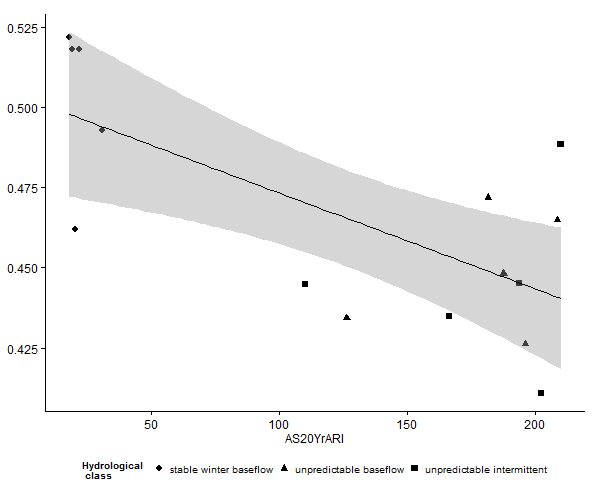 0.525
0.500
0.475
0.450
0.425
50 100 150 200
AS20YrARI
Hydrological
class
stable winter baseflow unpredictable baseflow unpredictable intermittent